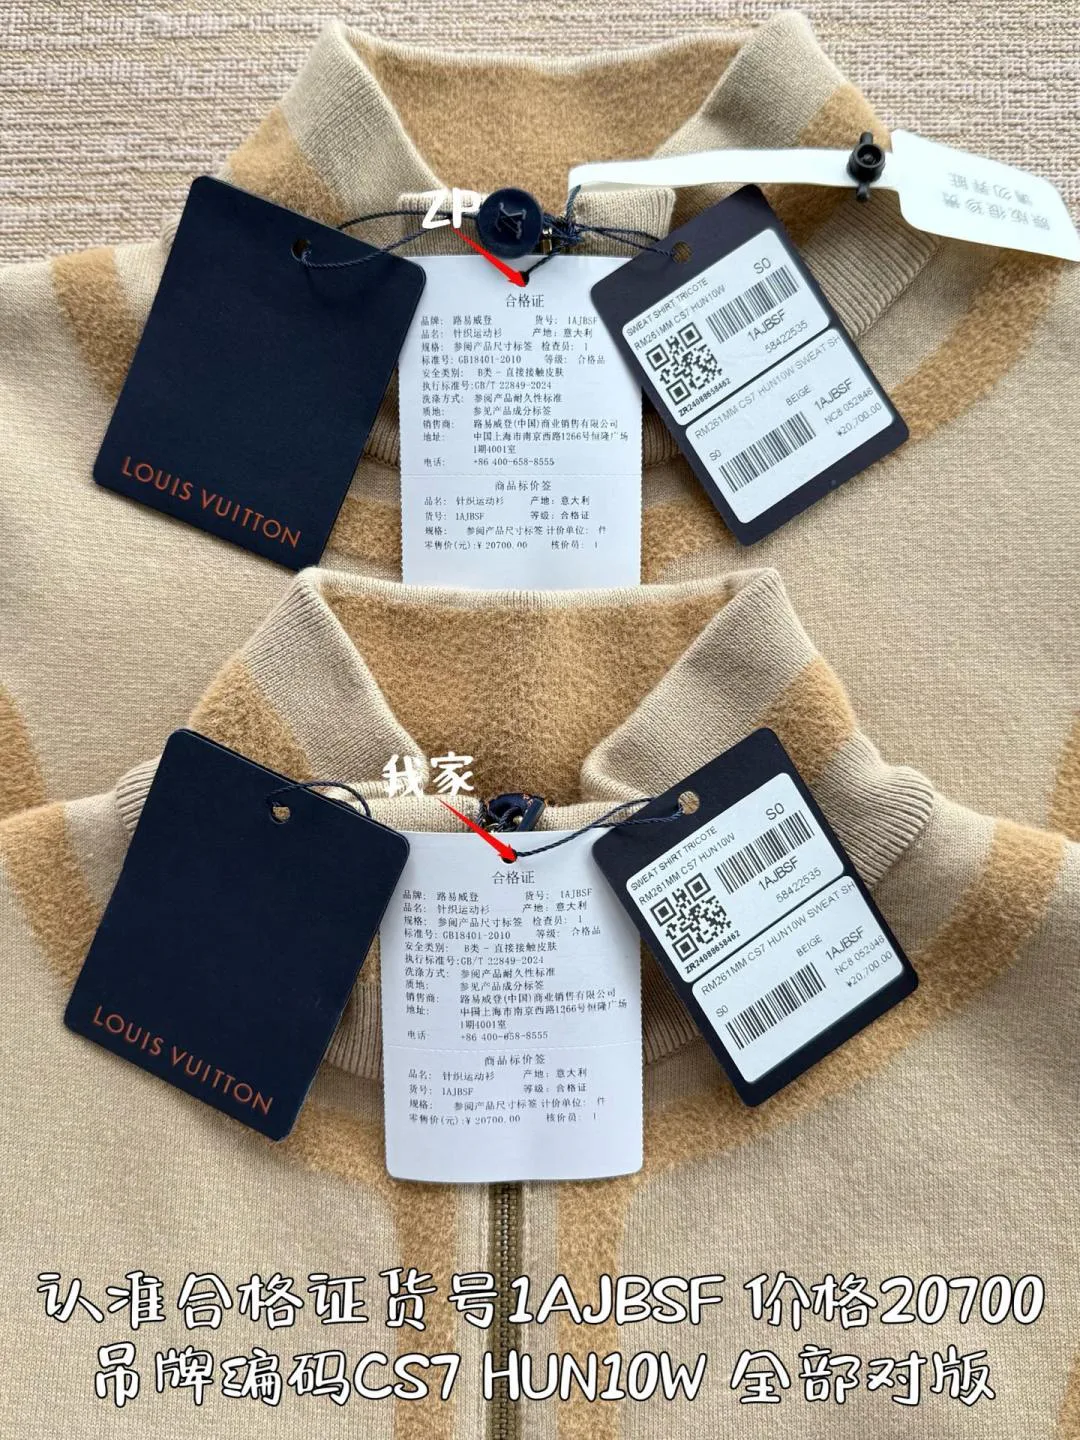 ZP
原版很珍贵
请勿弄脏
LOUIS VUITTON
合格证
品牌: 路易威登 货号: 1AJBSF
品名: 针织运动衫 产地: 意大利
规格: 参阅产品尺寸标签 检查员: 1
标准号: GB18401-2010 等级: 合格品
安全类别: B类 - 直接接触皮肤
执行标准号:GB/T 22849-2024
洗涤方式: 参阅产品耐久性标准
质地: 参见产品成分标签
销售商: 路易威登(中国)商业销售有限公司
地址: 中国上海市南京西路1266号恒隆广场
1期4001室
电话: +86 400-658-8555
商品标价签
品名: 针织运动衫 产地: 意大利
货号: 1AJBSF 等级: 合格证
规格: 参阅产品尺寸标签 计价单位: 件
零售价(元):¥ 20700.00 核价员: 1
SWEAT SHIRT TRICOTE S0
RM261MM CS7 HUN10W
1AJBSF
58422535
ZR24088658462
RM261MM CS7 HUN10W SWEAT SH
BEIGE 1AJBSF
S0 NC8 052846
¥20,700.00
我家
LOUIS VUITTON
合格证
品牌: 路易威登 货号: 1AJBSF
品名: 针织运动衫 产地: 意大利
规格: 参阅产品尺寸标签 检查员: 1
标准号: GB18401-2010 等级: 合格品
安全类别: B类 - 直接接触皮肤
执行标准号:GB/T 22849-2024
洗涤方式: 参阅产品耐久性标准
质地: 参见产品成分标签
销售商: 路易威登(中国)商业销售有限公司
地址: 中国上海市南京西路1266号恒隆广场
1期4001室
电话: +86 400-658-8555
商品标价签
品名: 针织运动衫 产地: 意大利
货号: 1AJBSF 等级: 合格证
规格: 参阅产品尺寸标签 计价单位: 件
零售价(元):¥ 20700.00 核价员: 1
SWEAT SHIRT TRICOTE S0
RM261MM CS7 HUN10W
1AJBSF
58422535
ZR24088658462
RM261MM CS7 HUN10W SWEAT SH
BEIGE 1AJBSF
S0 NC8 052846
¥20,700.00
认准合格证货号1AJBSF 价格20700
吊牌编码CS7 HUN10W 全部对版